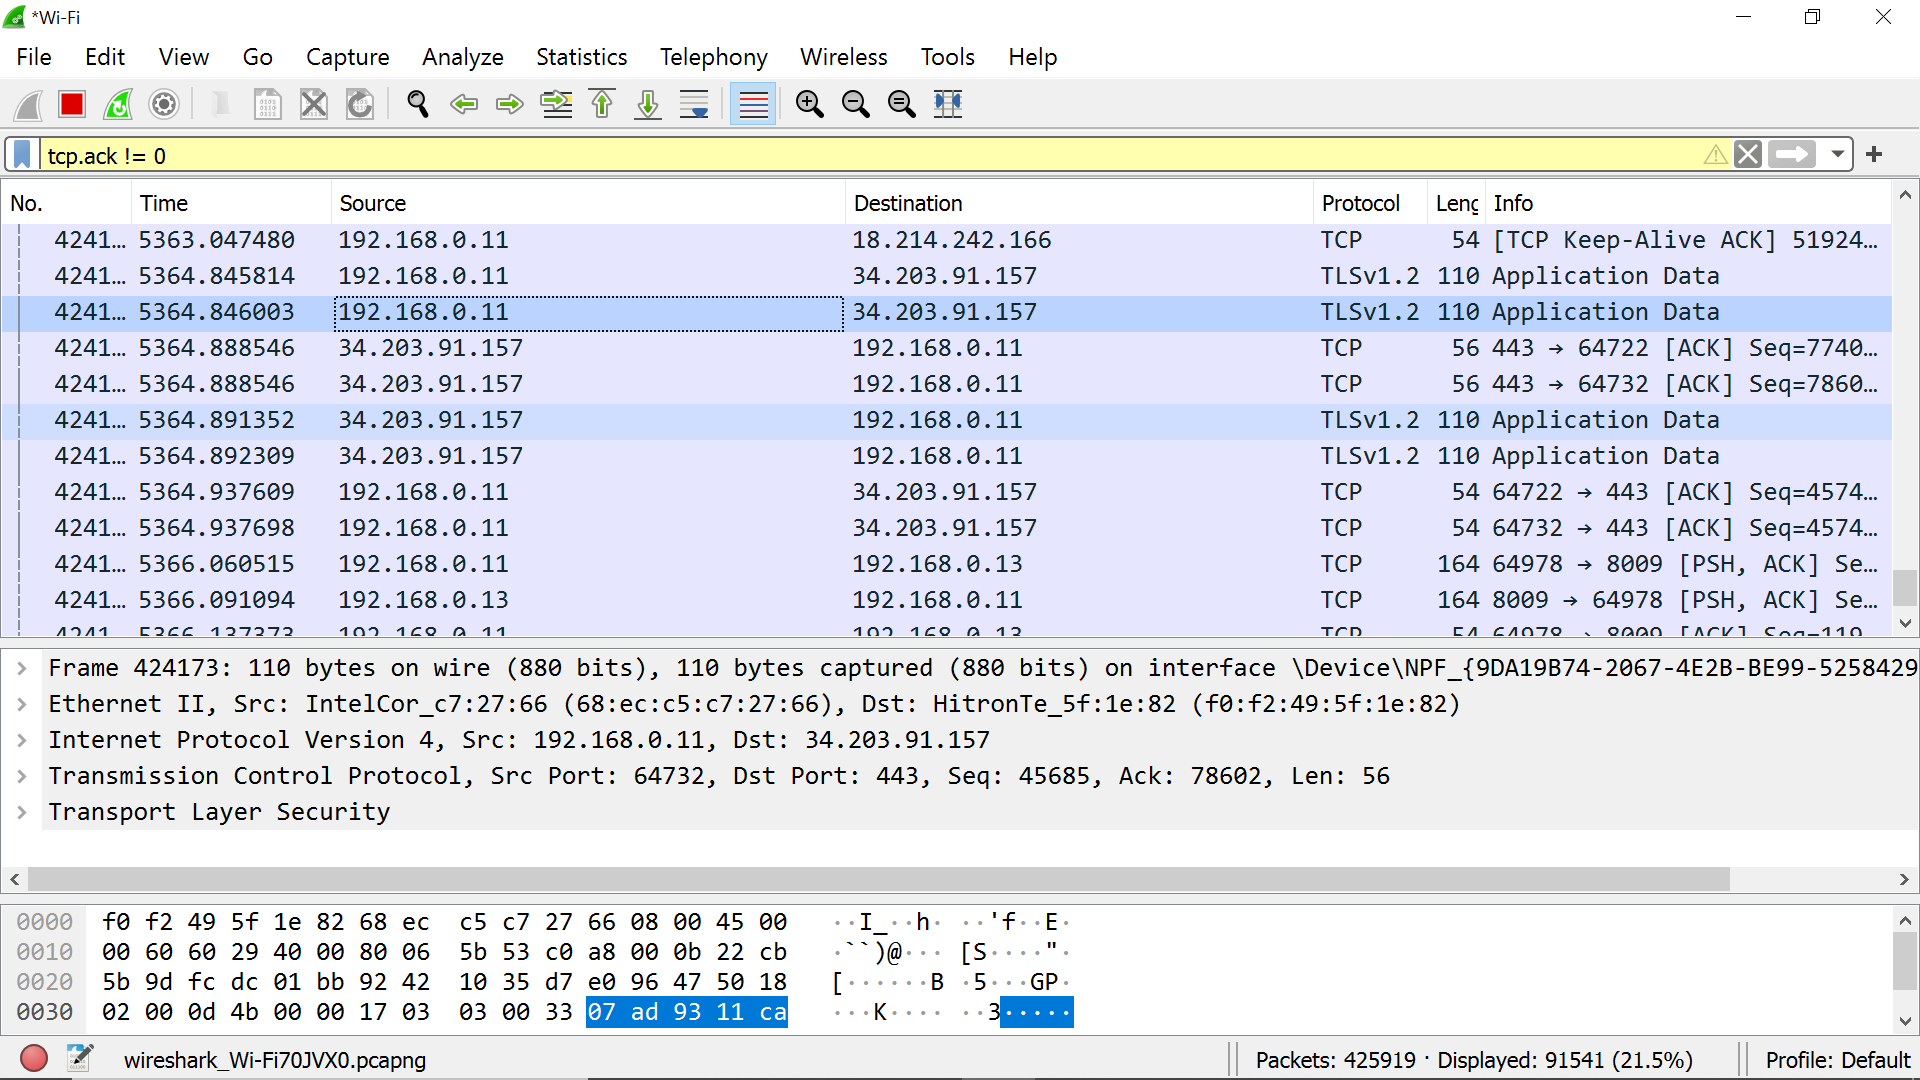 *Wi-Fi
File Edit View Go Capture Analyze Statistics Telephony Wireless Tools Help
tcp.ack != 0
No. Time Source Destination Protocol Leng Info
4241… 5363.047480 192.168.0.11 18.214.242.166 TCP 54 [TCP Keep-Alive ACK] 51924…
4241… 5364.845814 192.168.0.11 34.203.91.157 TLSv1.2 110 Application Data
4241… 5364.846003 192.168.0.11 34.203.91.157 TLSv1.2 110 Application Data
4241… 5364.888546 34.203.91.157 192.168.0.11 TCP 56 443 → 64722 [ACK] Seq=7740…
4241… 5364.888546 34.203.91.157 192.168.0.11 TCP 56 443 → 64732 [ACK] Seq=7860…
4241… 5364.891352 34.203.91.157 192.168.0.11 TLSv1.2 110 Application Data
4241… 5364.892309 34.203.91.157 192.168.0.11 TLSv1.2 110 Application Data
4241… 5364.937609 192.168.0.11 34.203.91.157 TCP 54 64722 → 443 [ACK] Seq=4574…
4241… 5364.937698 192.168.0.11 34.203.91.157 TCP 54 64732 → 443 [ACK] Seq=4574…
4241… 5366.060515 192.168.0.11 192.168.0.13 TCP 164 64978 → 8009 [PSH, ACK] Se…
4241… 5366.091094 192.168.0.13 192.168.0.11 TCP 164 8009 → 64978 [PSH, ACK] Se…
4241 5366.137373 192.168.0.11 192.168.0.13 TCP 54 64978 → 8009 [ACK] Seq=119
Frame 424173: 110 bytes on wire (880 bits), 110 bytes captured (880 bits) on interface \Device\NPF_{9DA19B74-2067-4E2B-BE99-5258429
Ethernet II, Src: IntelCor_c7:27:66 (68:ec:c5:c7:27:66), Dst: HitronTe_5f:1e:82 (f0:f2:49:5f:1e:82)
Internet Protocol Version 4, Src: 192.168.0.11, Dst: 34.203.91.157
Transmission Control Protocol, Src Port: 64732, Dst Port: 443, Seq: 45685, Ack: 78602, Len: 56
Transport Layer Security
0000 f0 f2 49 5f 1e 82 68 ec c5 c7 27 66 08 00 45 00 ··I_··h· ··'f··E·
0010 00 60 60 29 40 00 80 06 5b 53 c0 a8 00 0b 22 cb ·``)@··· [S····"·
0020 5b 9d fc dc 01 bb 92 42 10 35 d7 e0 96 47 50 18 [······B ·5···GP·
0030 02 00 0d 4b 00 00 17 03 03 00 33 07 ad 93 11 ca ···K···· ··3·····
wireshark_Wi-Fi70JVX0.pcapng
Packets: 425919 · Displayed: 91541 (21.5%)
Profile: Default